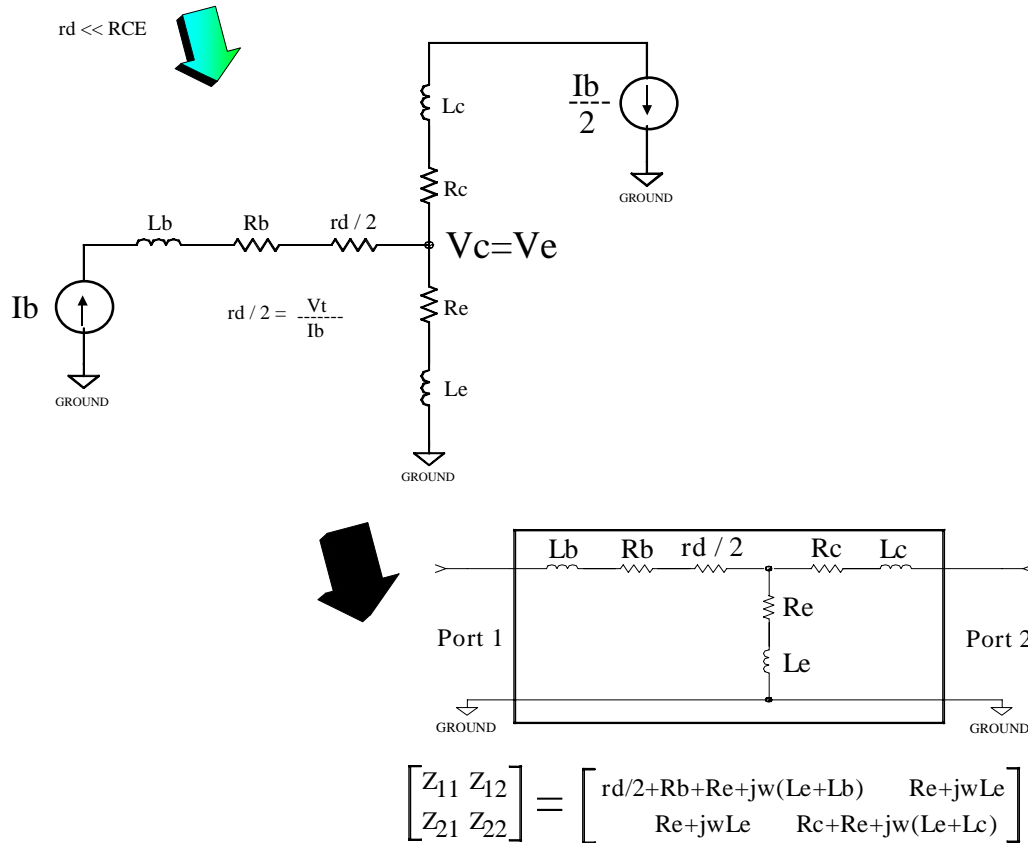 rd << RCE
Lc
Ib
2
Rc
GROUND
Lb Rb rd / 2
Vc=Ve
Ib
rd / 2 = Vt
Ib
Re
Le
GROUND
GROUND
Lb Rb rd / 2 Rc Lc
Re
Port 1 Port 2
Le
GROUND GROUND
Z11 Z12 = rd/2+Rb+Re+jw(Le+Lb) Re+jwLe
Z21 Z22 Re+jwLe Rc+Re+jw(Le+Lc)